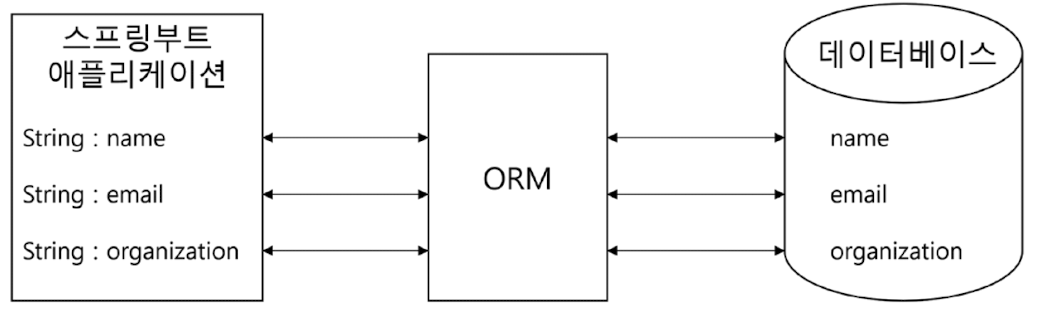 스프링부트
애플리케이션
String : name
String : email
String : organization
ORM
데이터베이스
name
email
organization